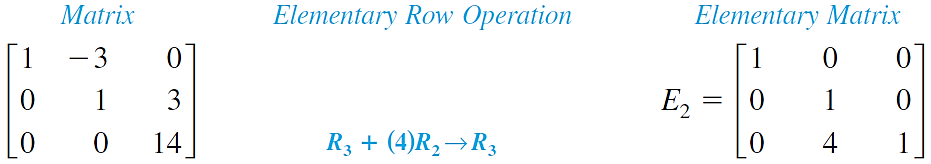 Matrix Elementary Row Operation Elementary Matrix
[1 −3 0] [1 0 0]
[0 1 3] E₂ = [0 1 0]
[0 0 14] R₃ + (4)R₂→R₃ [0 4 1]